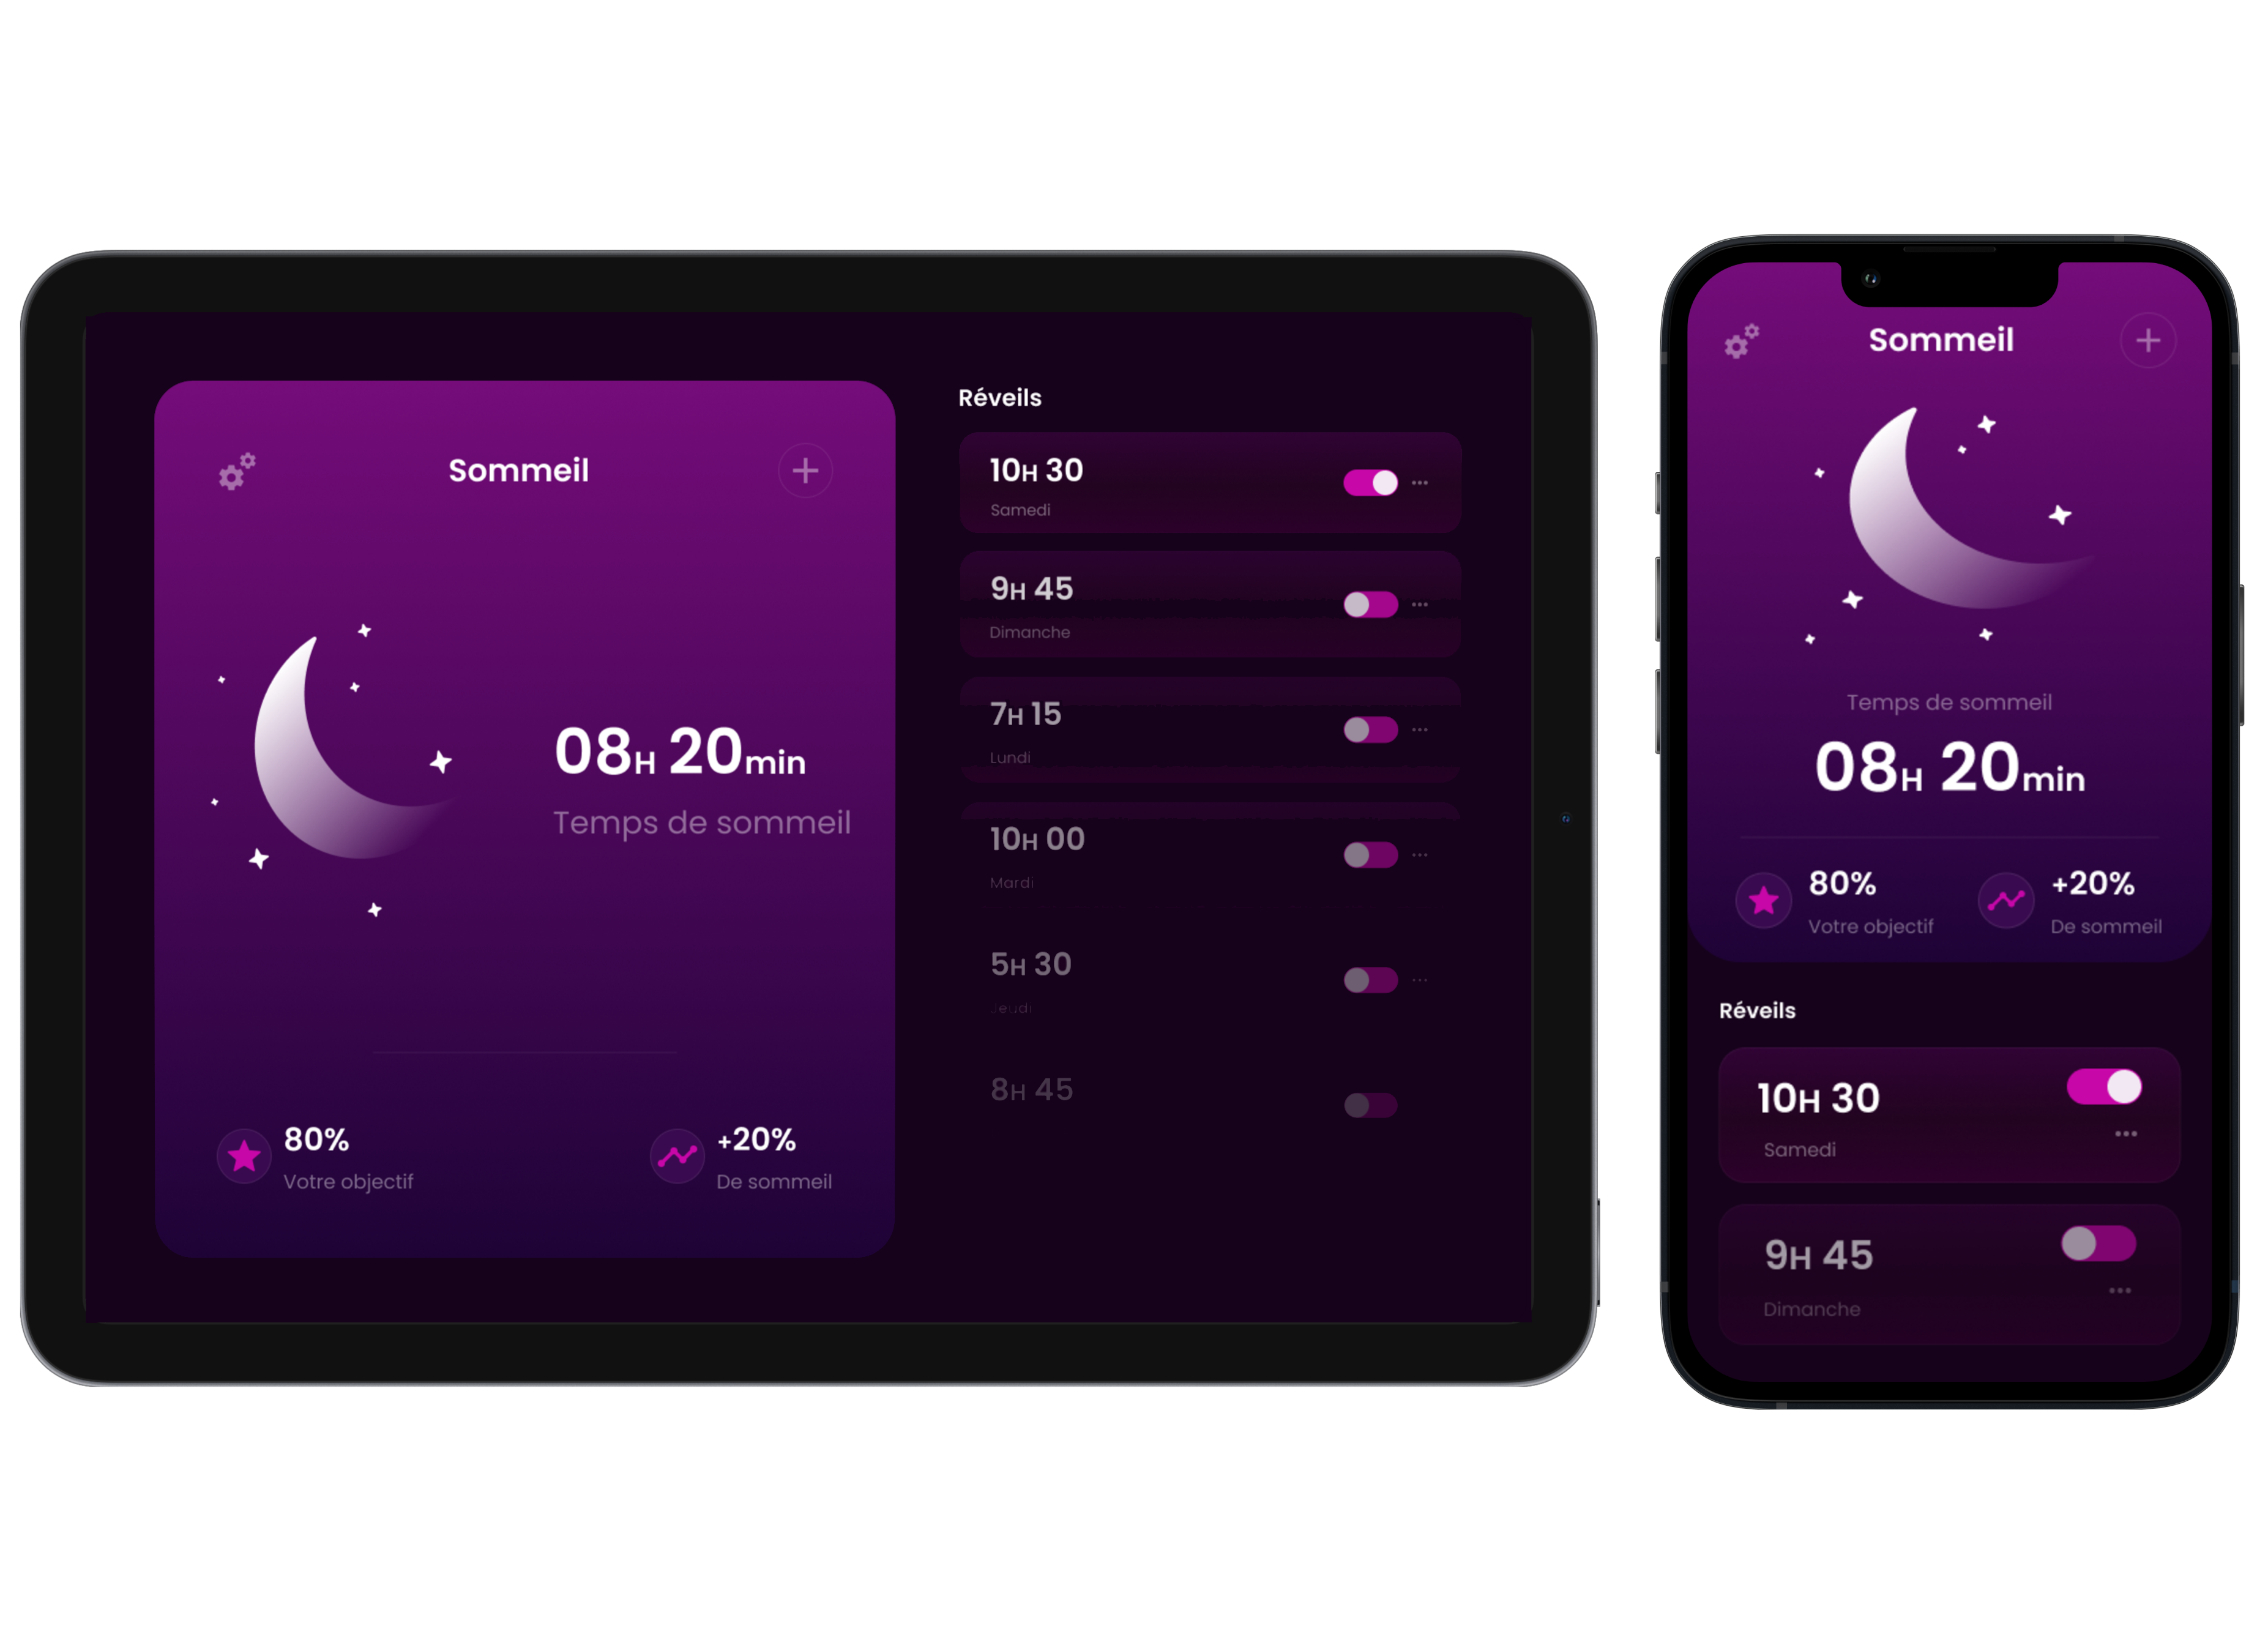 Sommeil
08H 20min
Temps de sommeil
80%
Votre objectif
+20%
De sommeil
Réveils
10H 30
Samedi
9H 45
Dimanche
7H 15
Lundi
10H 00
Mardi
5H 30
Jeudi
8H 45
Sommeil
Temps de sommeil
08H 20min
80%
Votre objectif
+20%
De sommeil
Réveils
10H 30
Samedi
9H 45
Dimanche